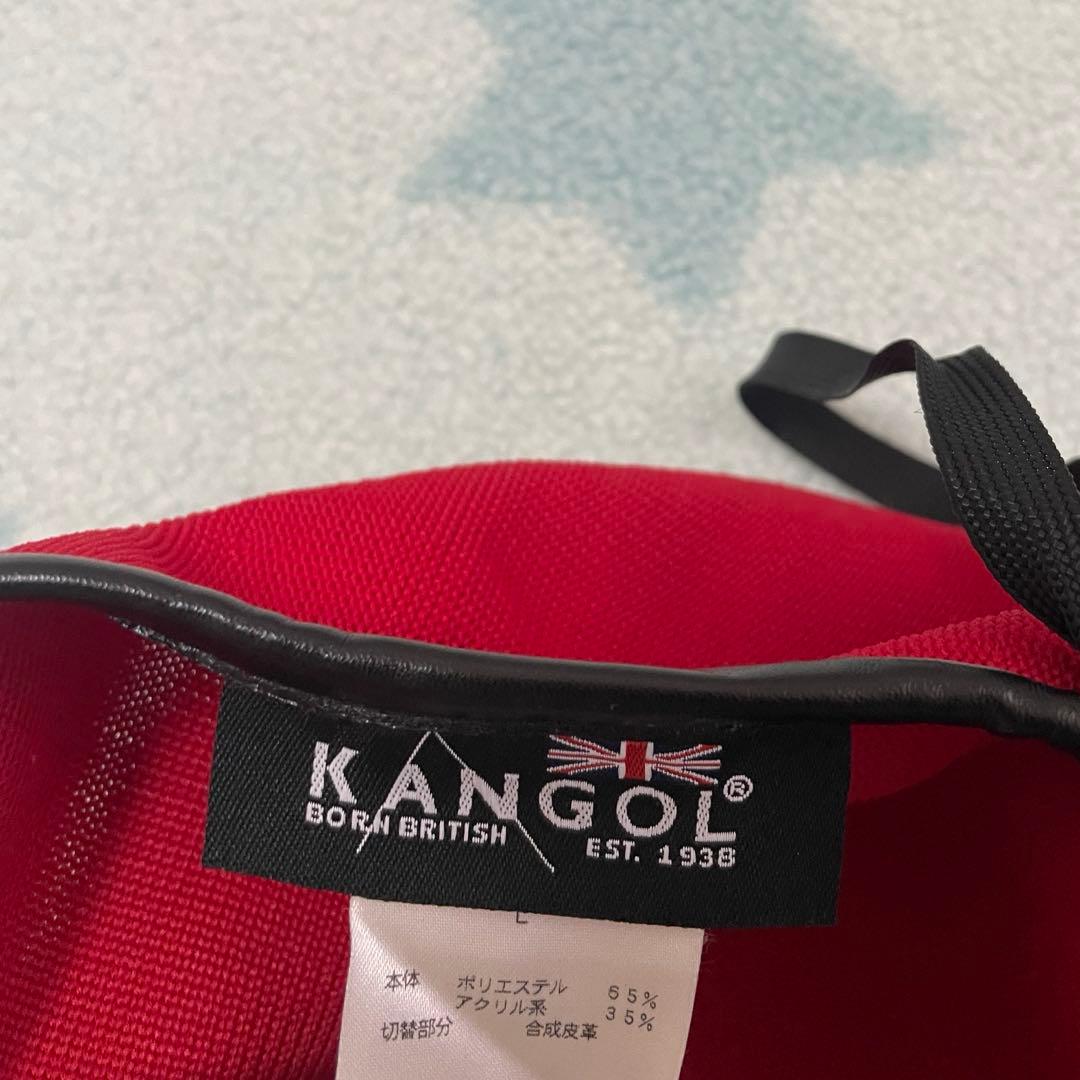 KANGOL®
BORN BRITISH
EST. 1938
L
本体 ポリエステル 65%
アクリル系 35%
切替部分 合成皮革